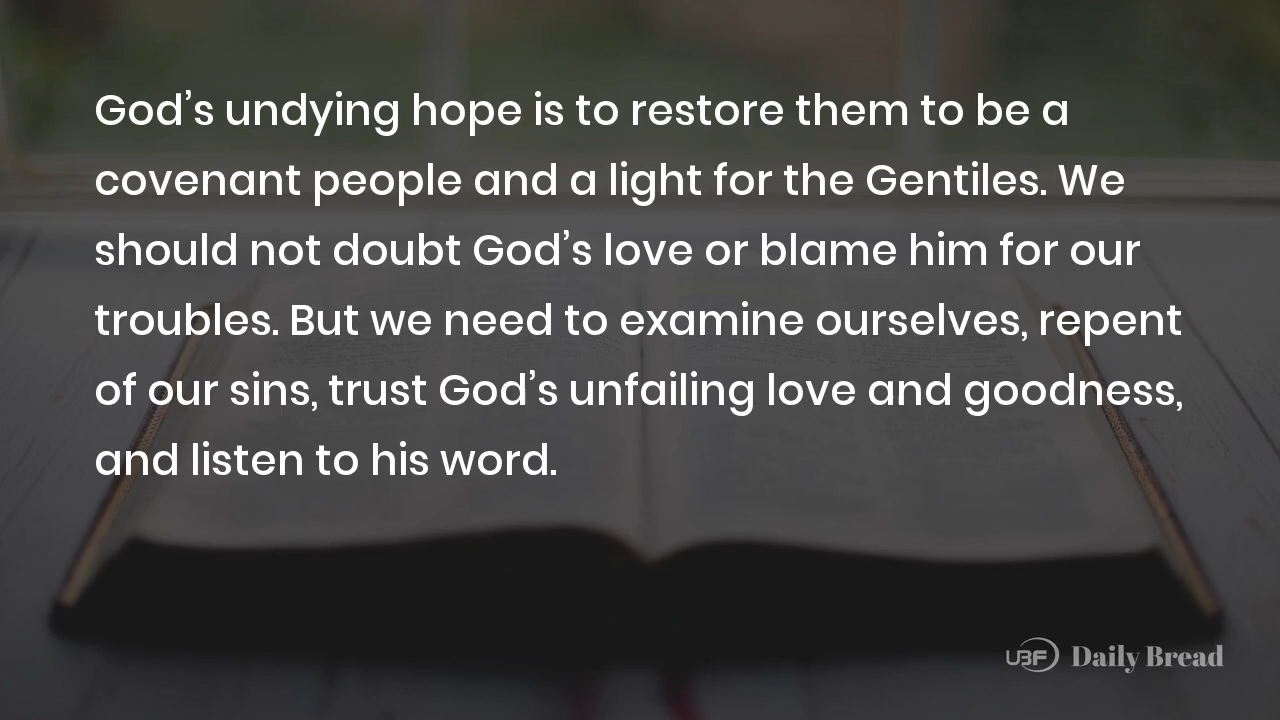 God’s undying hope is to restore them to be a
covenant people and a light for the Gentiles. We
should not doubt God’s love or blame him for our
troubles. But we need to examine ourselves, repent
of our sins, trust God’s unfailing love and goodness,
and listen to his word.
UBF Daily Bread